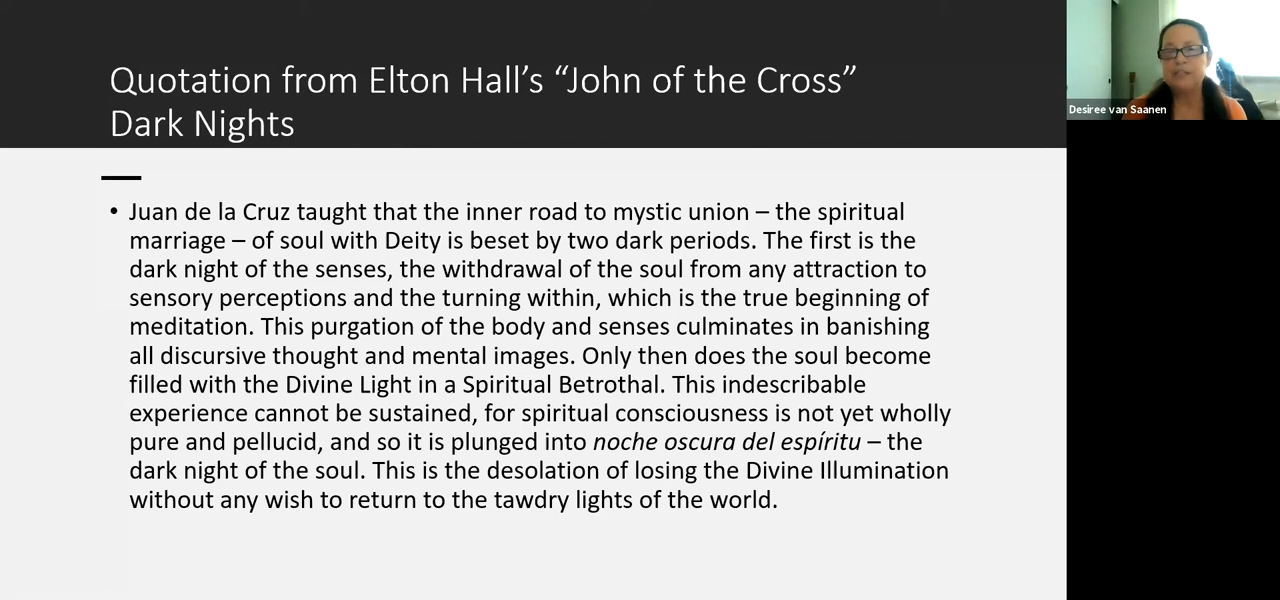 Quotation from Elton Hall’s “John of the Cross”
Dark Nights
Desiree van Saanen
• Juan de la Cruz taught that the inner road to mystic union – the spiritual
marriage – of soul with Deity is beset by two dark periods. The first is the
dark night of the senses, the withdrawal of the soul from any attraction to
sensory perceptions and the turning within, which is the true beginning of
meditation. This purgation of the body and senses culminates in banishing
all discursive thought and mental images. Only then does the soul become
filled with the Divine Light in a Spiritual Betrothal. This indescribable
experience cannot be sustained, for spiritual consciousness is not yet wholly
pure and pellucid, and so it is plunged into noche oscura del espíritu – the
dark night of the soul. This is the desolation of losing the Divine Illumination
without any wish to return to the tawdry lights of the world.